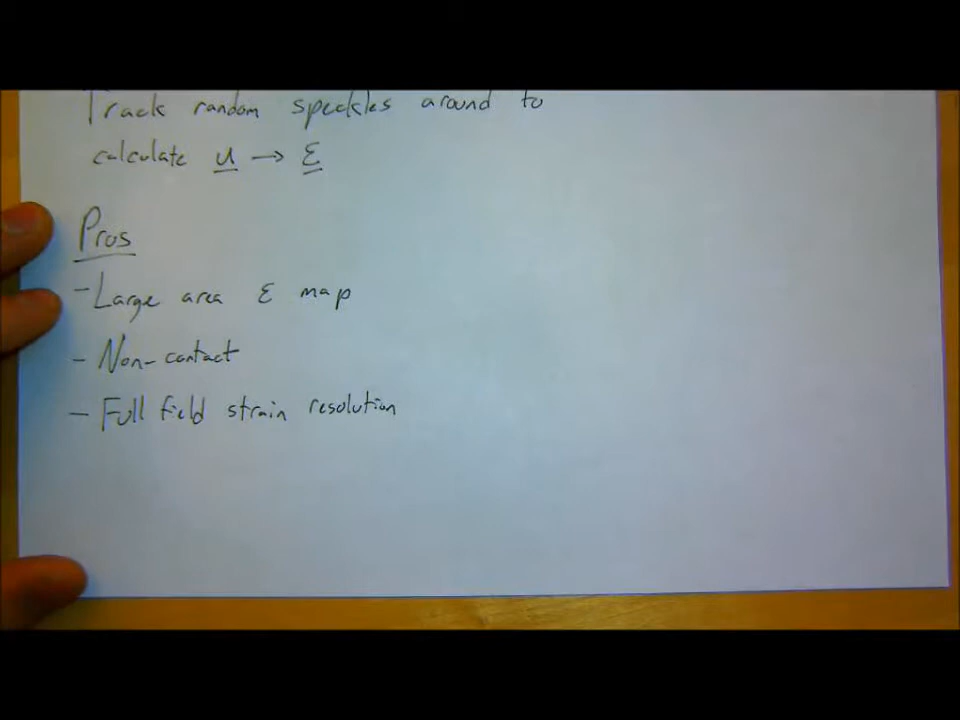 Track random speckles around to
calculate u → ε
Pros
- Large area ε map
- Non-contact
- Full field strain resolution